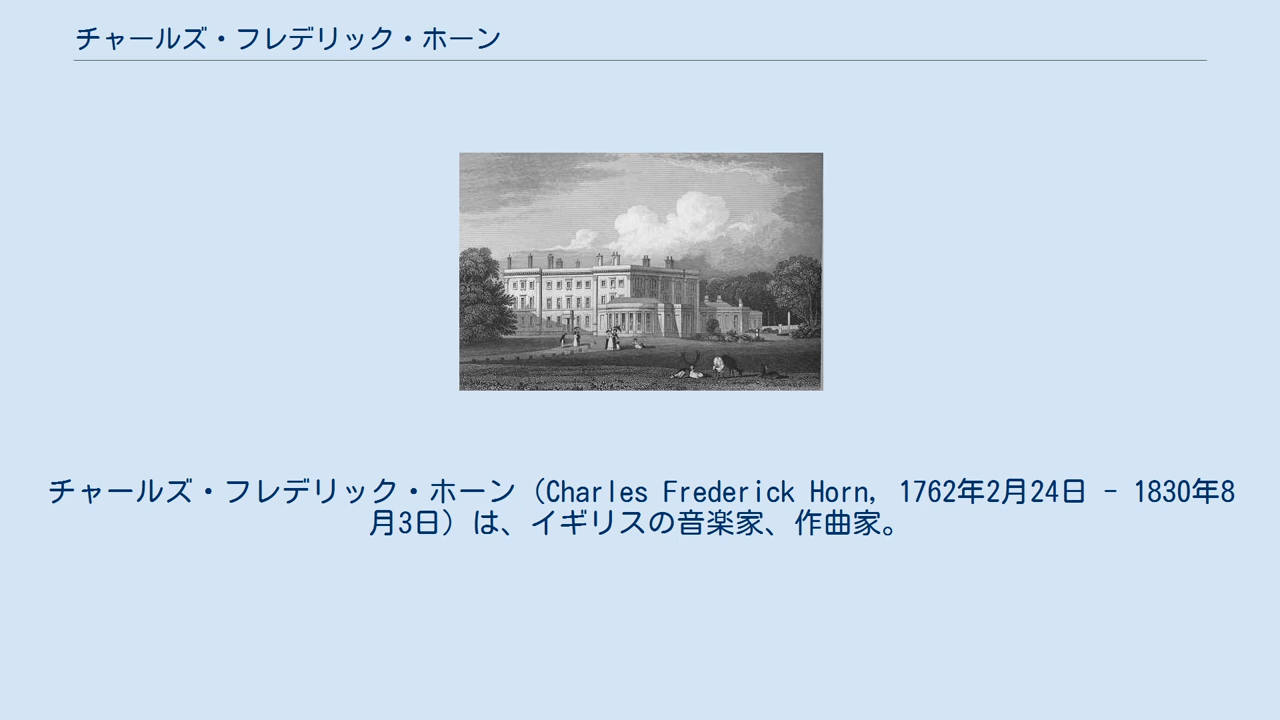 チャールズ・フレデリック・ホーン
チャールズ・フレデリック・ホーン（Charles Frederick Horn, 1762年2月24日 - 1830年8
月3日）は、イギリスの音楽家、作曲家。